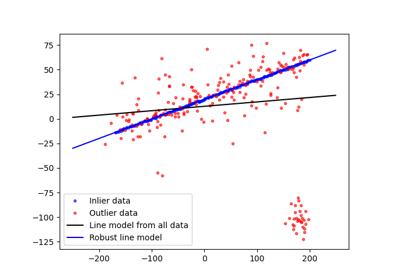 75
50
25
0
−25
−50
−75
−100
−125
Inlier data
Outlier data
Line model from all data
Robust line model
−200 −100 0 100 200